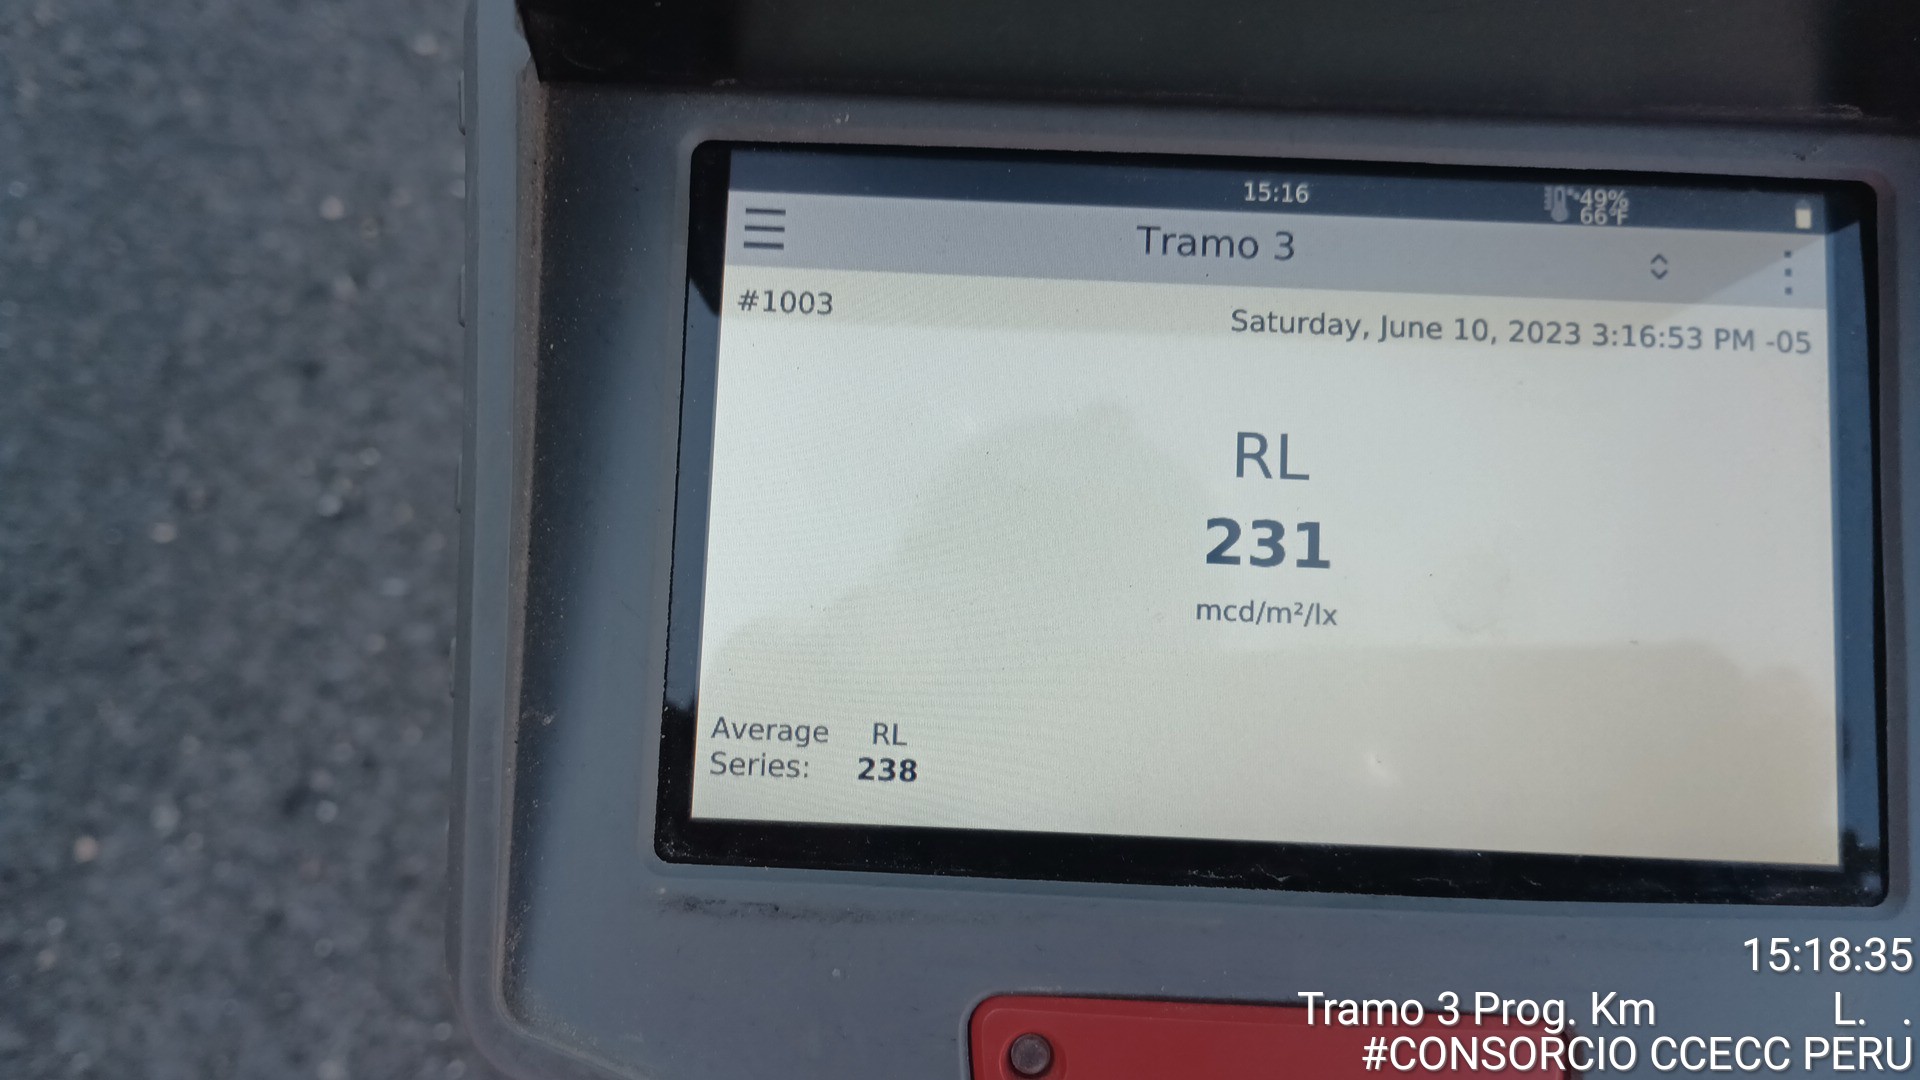 15:16
49%
66°F
Tramo 3
#1003
Saturday, June 10, 2023 3:16:53 PM -05
RL
231
mcd/m²/lx
Average RL
Series: 238
15:18:35
Tramo 3 Prog. Km L. .
#CONSORCIO CCECC PERU